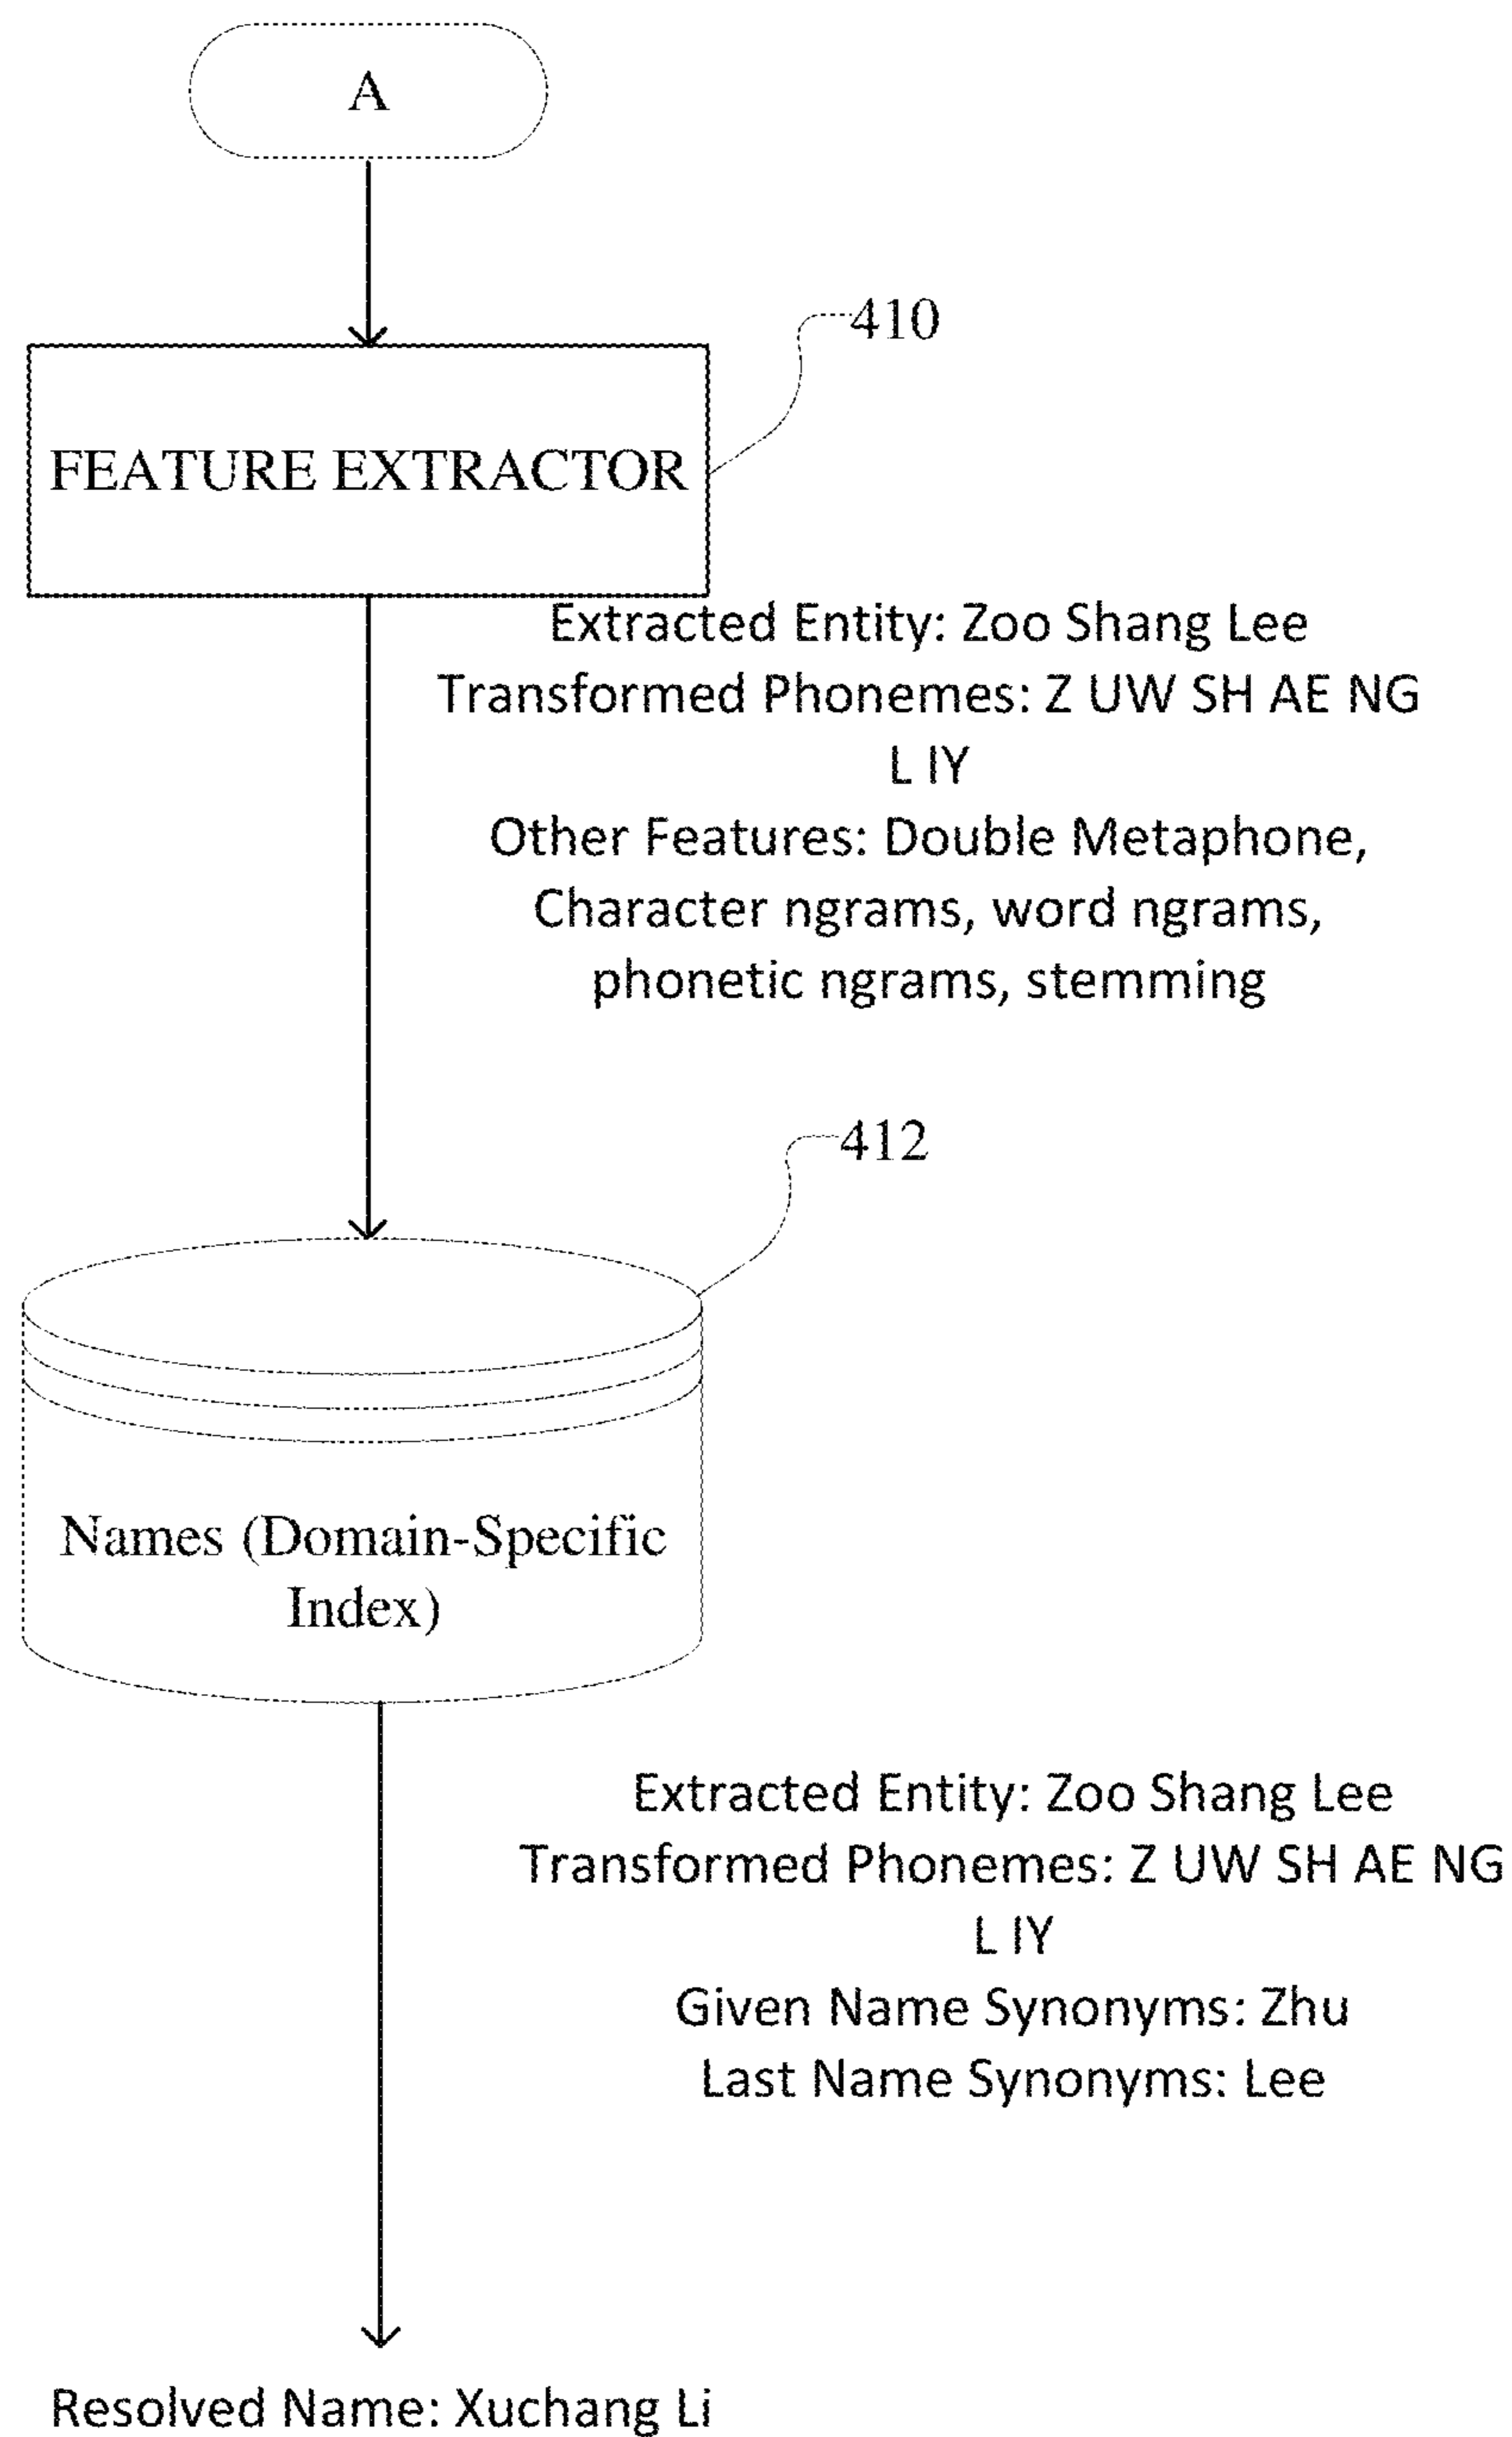 A
410
FEATURE EXTRACTOR
Extracted Entity: Zoo Shang Lee
Transformed Phonemes: Z UW SH AE NG
L IY
Other Features: Double Metaphone,
Character ngrams, word ngrams,
phonetic ngrams, stemming
412
Names (Domain-Specific
Index)
Extracted Entity: Zoo Shang Lee
Transformed Phonemes: Z UW SH AE NG
L IY
Given Name Synonyms: Zhu
Last Name Synonyms: Lee
Resolved Name: Xuchang Li